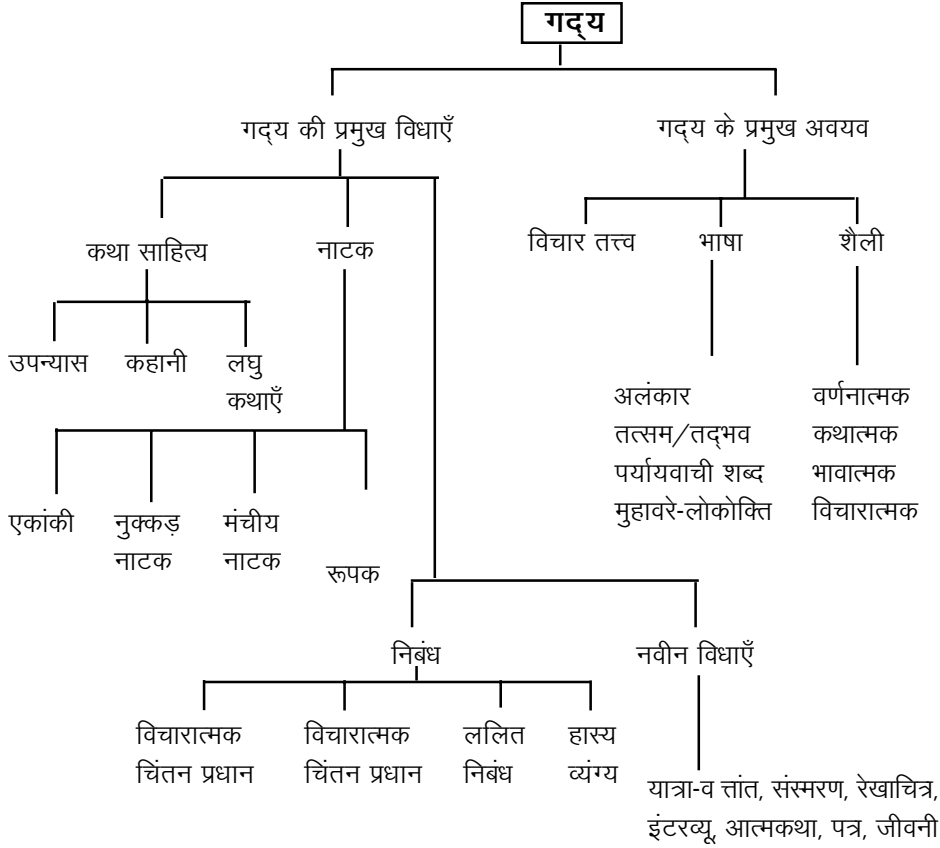 गद्य
गद्य की प्रमुख विधाएँ
गद्य के प्रमुख अवयव
कथा साहित्य
नाटक
विचार तत्त्व
भाषा
शैली
उपन्यास
कहानी
लघु
कथाएँ
अलंकार
तत्सम/तद्भव
पर्यायवाची शब्द
मुहावरे-लोकोक्ति
वर्णनात्मक
कथात्मक
भावात्मक
विचारात्मक
एकांकी
नुक्कड़
नाटक
मंचीय
नाटक
रूपक
निबंध
नवीन विधाएँ
विचारात्मक
चिंतन प्रधान
विचारात्मक
चिंतन प्रधान
ललित
निबंध
हास्य
व्यंग्य
यात्रा-व त्तांत, संस्मरण, रेखाचित्र,
इंटरव्यू, आत्मकथा, पत्र, जीवनी